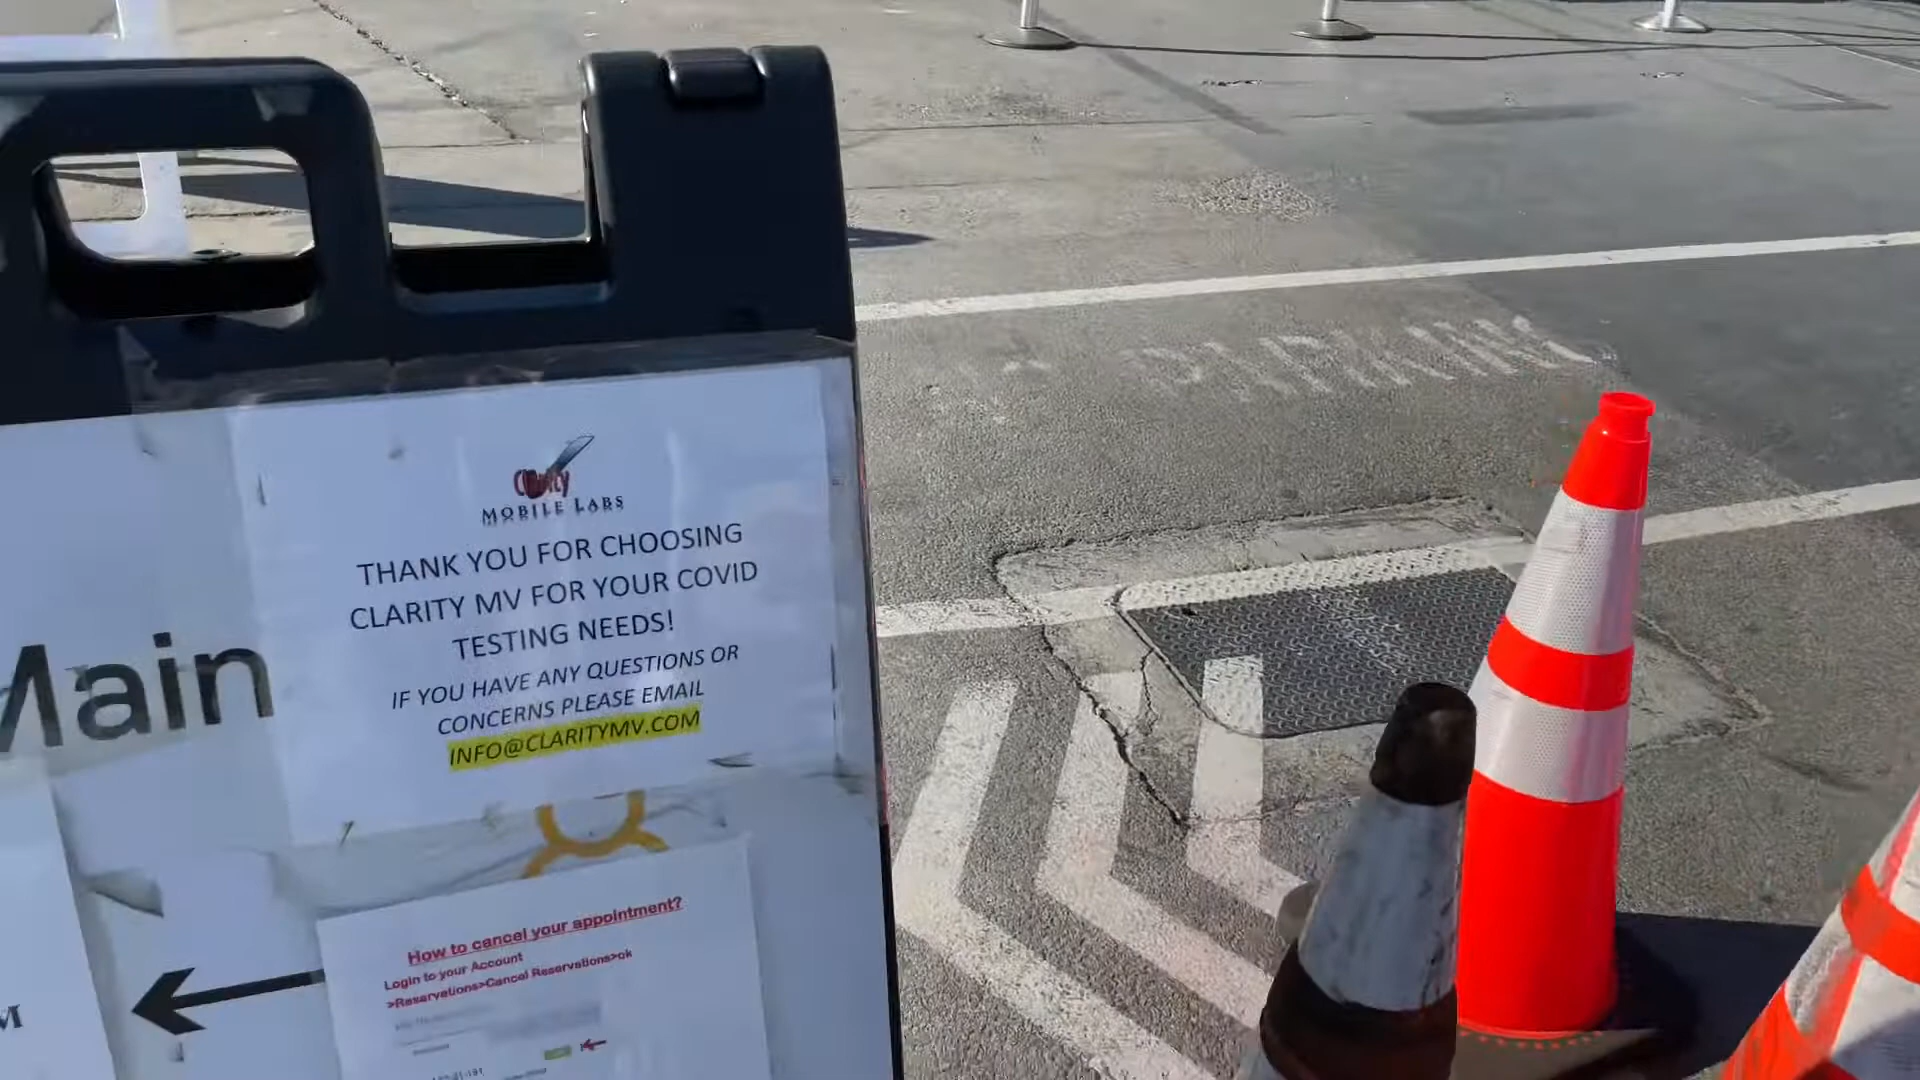 Clarity
MOBILE LABS
THANK YOU FOR CHOOSING
CLARITY MV FOR YOUR COVID
TESTING NEEDS!
IF YOU HAVE ANY QUESTIONS OR
CONCERNS PLEASE EMAIL
INFO@CLARITYMV.COM
Main
How to cancel your appointment?
Login to your Account
>Reservations>Cancel Reservations>ok